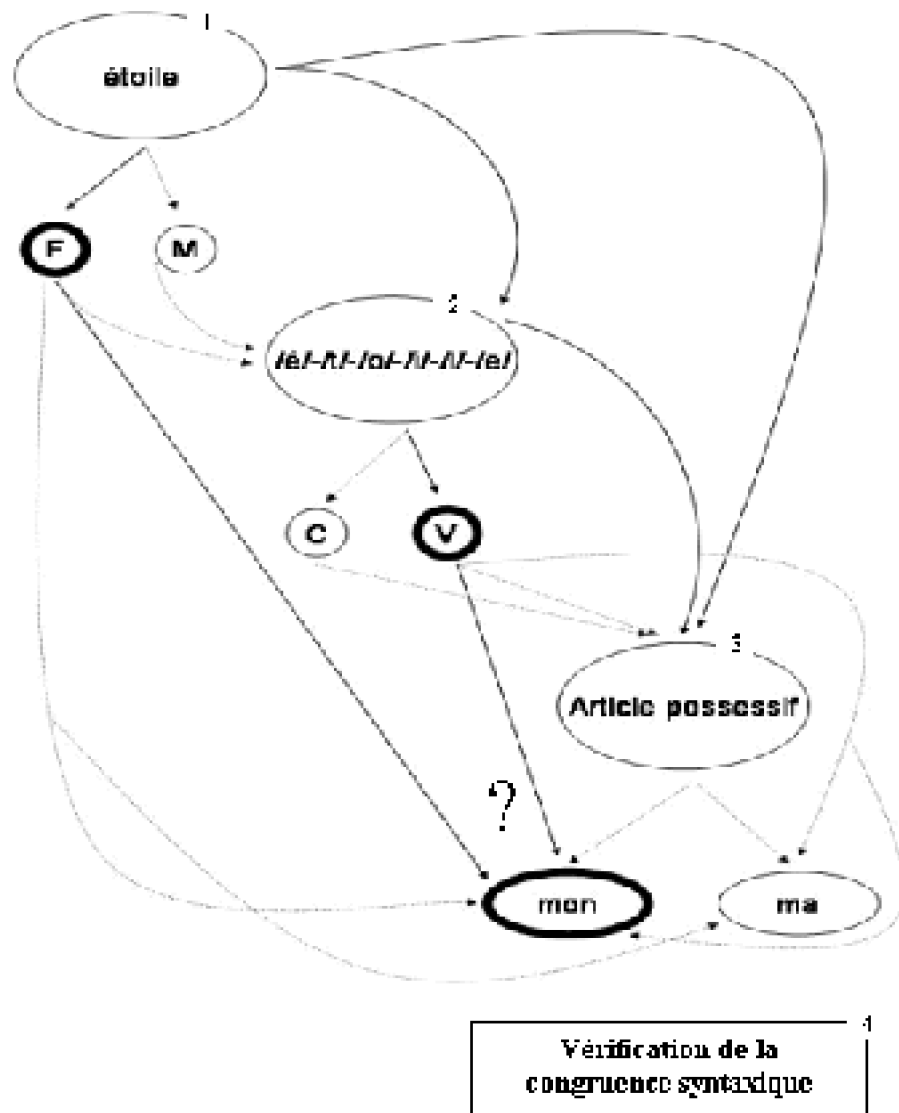 1
étoile
F
M
2
/é/-/t/-/o/-/i/-/l/-/e/
C
V
3
Article possessif
?
mon
ma
4
Vérification de la
congruence syntaxique